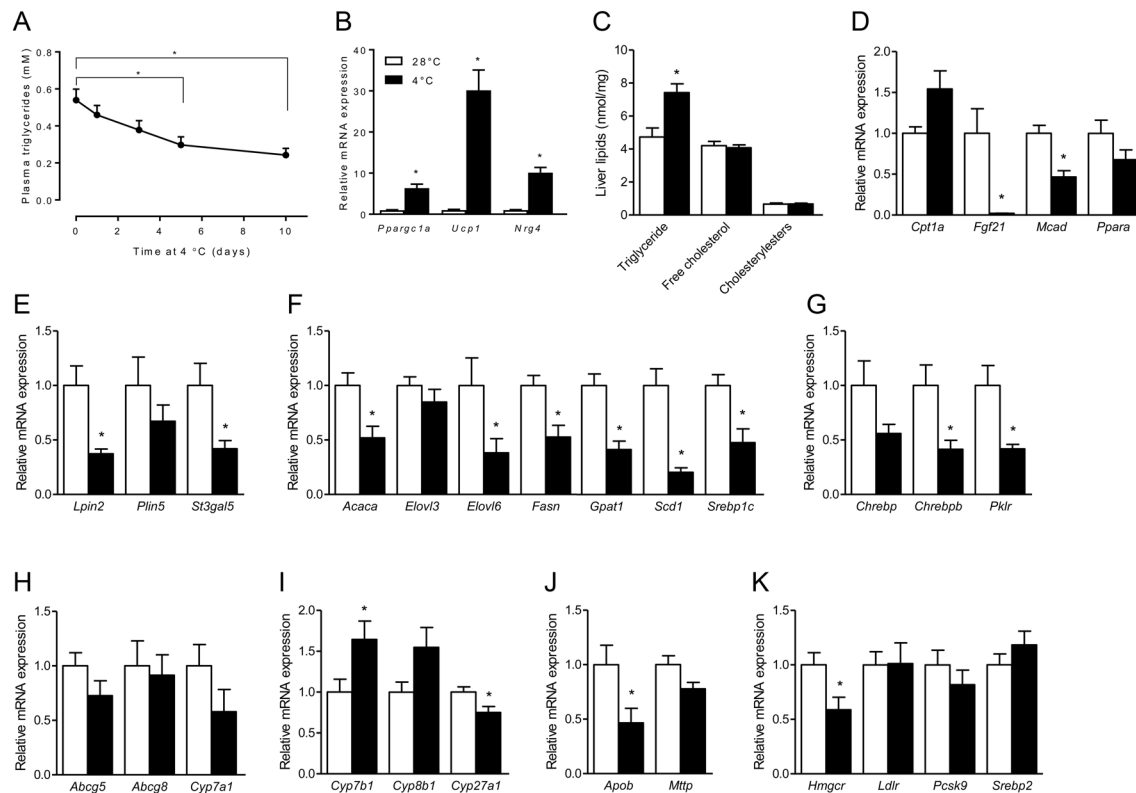 A
Plasma triglycerides (mM)
0.8
0.6
0.4
0.2
0.0
*
*
0 2 4 6 8 10
Time at 4 °C (days)
B
Relative mRNA expression
40
30
20
10
0
28°C
4°C
* * *
Ppargc1a Ucp1 Nrg4
C
Liver lipids (nmol/mg)
10
8
6
4
2
0
*
Triglyceride
Free cholesterol
Cholesterylesters
D
Relative mRNA expression
2.0
1.5
1.0
0.5
0.0
* *
Cpt1a Fgf21 Mcad Ppara
E
Relative mRNA expression
1.5
1.0
0.5
0.0
* *
Lpin2 Plin5 St3gal5
F
Relative mRNA expression
1.5
1.0
0.5
0.0
* * * * * *
Acaca Elovl3 Elovl6 Fasn Gpat1 Scd1 Srebp1c
G
Relative mRNA expression
1.5
1.0
0.5
0.0
* *
Chrebp Chrebpb Pklr
H
Relative mRNA expression
1.5
1.0
0.5
0.0
Abcg5 Abcg8 Cyp7a1
I
Relative mRNA expression
2.0
1.5
1.0
0.5
0.0
* *
Cyp7b1 Cyp8b1 Cyp27a1
J
Relative mRNA expression
1.5
1.0
0.5
0.0
*
Apob Mttp
K
Relative mRNA expression
1.5
1.0
0.5
0.0
*
Hmgcr Ldlr Pcsk9 Srebp2